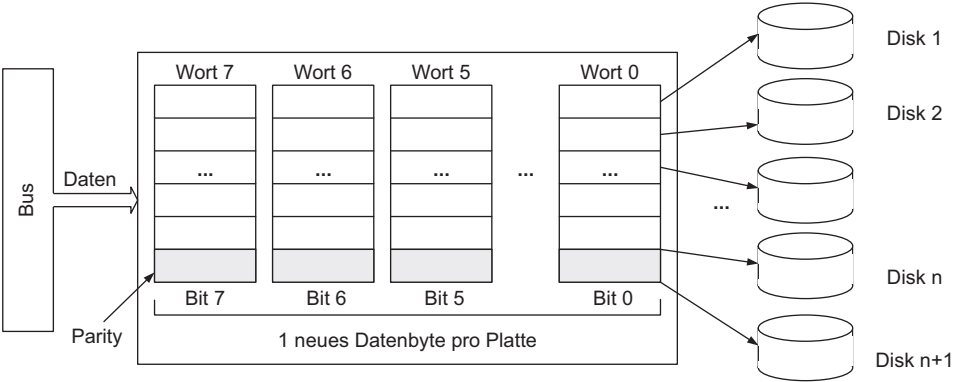 Disk 1
Wort 7 Wort 6 Wort 5 Wort 0
Disk 2
Daten
... ... ... ... ...
Bus
...
Disk n
Bit 7 Bit 6 Bit 5 Bit 0
Parity
1 neues Datenbyte pro Platte
Disk n+1